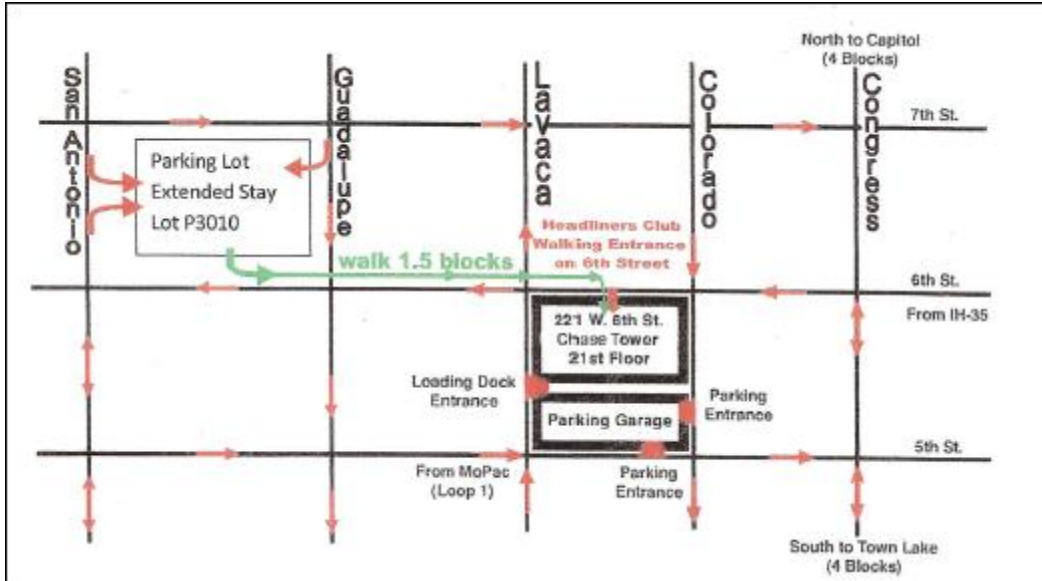 North to Capitol
(4 Blocks)
San Antonio
Guadalupe
Lavaca
Colorado
Congress
7th St.
Parking Lot
Extended Stay
Lot P3010
Headliners Club
Walking Entrance
on 6th Street
walk 1.5 blocks
6th St.
From IH-35
221 W. 6th St.
Chase Tower
21st Floor
Loading Dock
Entrance
Parking
Entrance
Parking Garage
5th St.
From MoPac
(Loop 1)
Parking
Entrance
South to Town Lake
(4 Blocks)